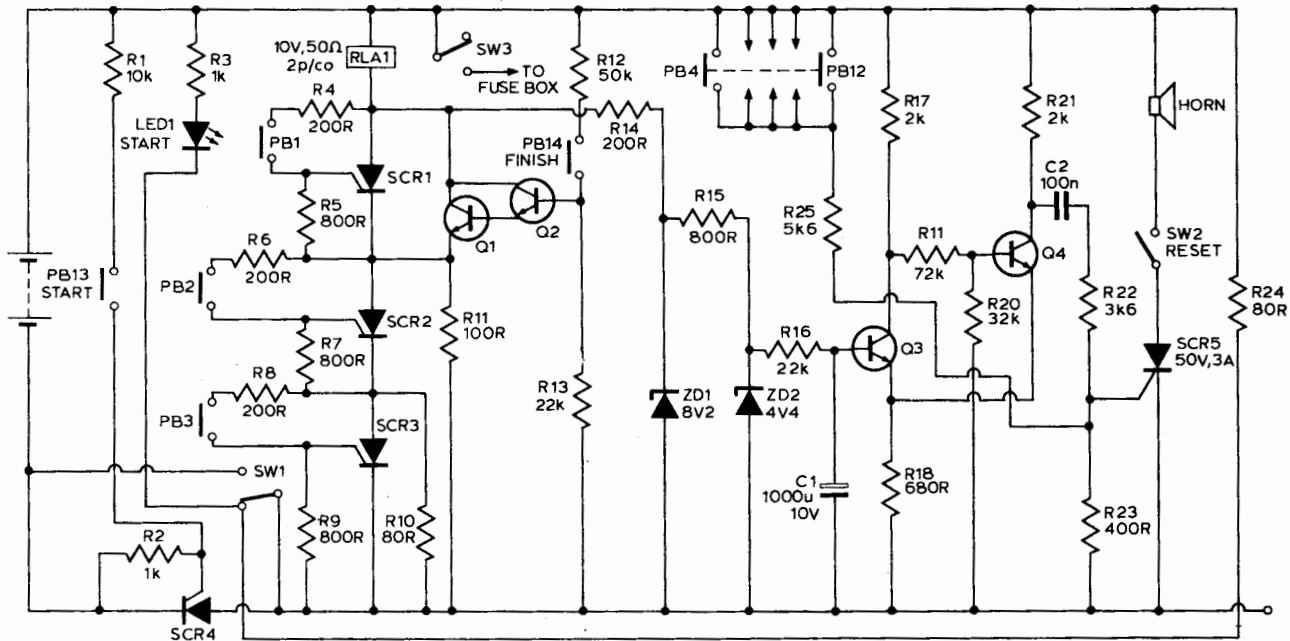 R1
10k
R3
1k
LED1
START
10V,50Ω
2p/co
RLA1
R4
200R
PB1
SCR1
R5
800R
R6
200R
PB2
SCR2
R7
800R
R8
200R
PB3
SCR3
R9
800R
R10
80R
PB13
START
SW1
R2
1k
SCR4
SW3
TO
FUSE BOX
R12
50k
R14
200R
PB14
FINISH
Q1
Q2
R11
100R
R13
22k
R15
800R
ZD1
8V2
ZD2
4V4
R16
22k
C1
1000u
10V
PB4
PB12
R25
5k6
R17
2k
R11
72k
Q3
R18
680R
R20
32k
Q4
R21
2k
C2
100n
R22
3k6
R23
400R
HORN
SW2
RESET
SCR5
50V,3A
R24
80R